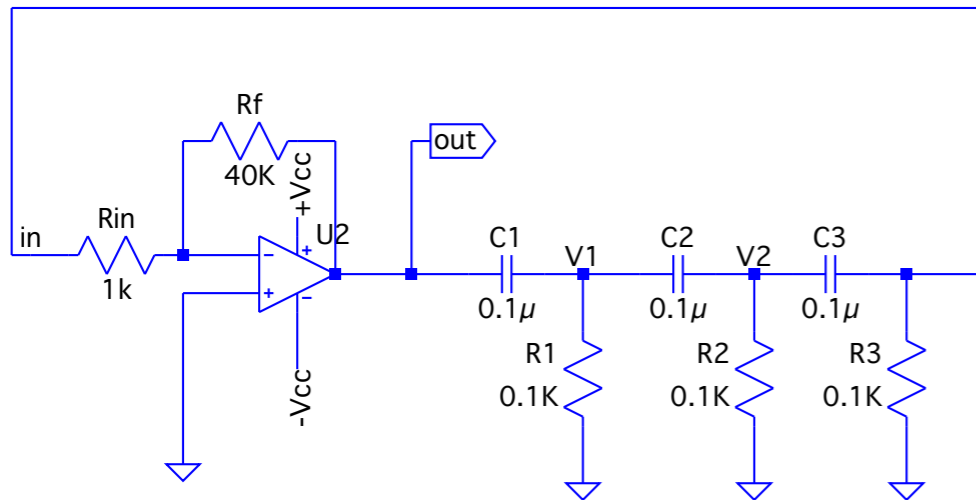 Rf
40K
out
+Vcc
U2
in
Rin
1k
-
+
+
-
-Vcc
C1
0.1µ
V1
C2
0.1µ
V2
C3
0.1µ
R1
0.1K
R2
0.1K
R3
0.1K